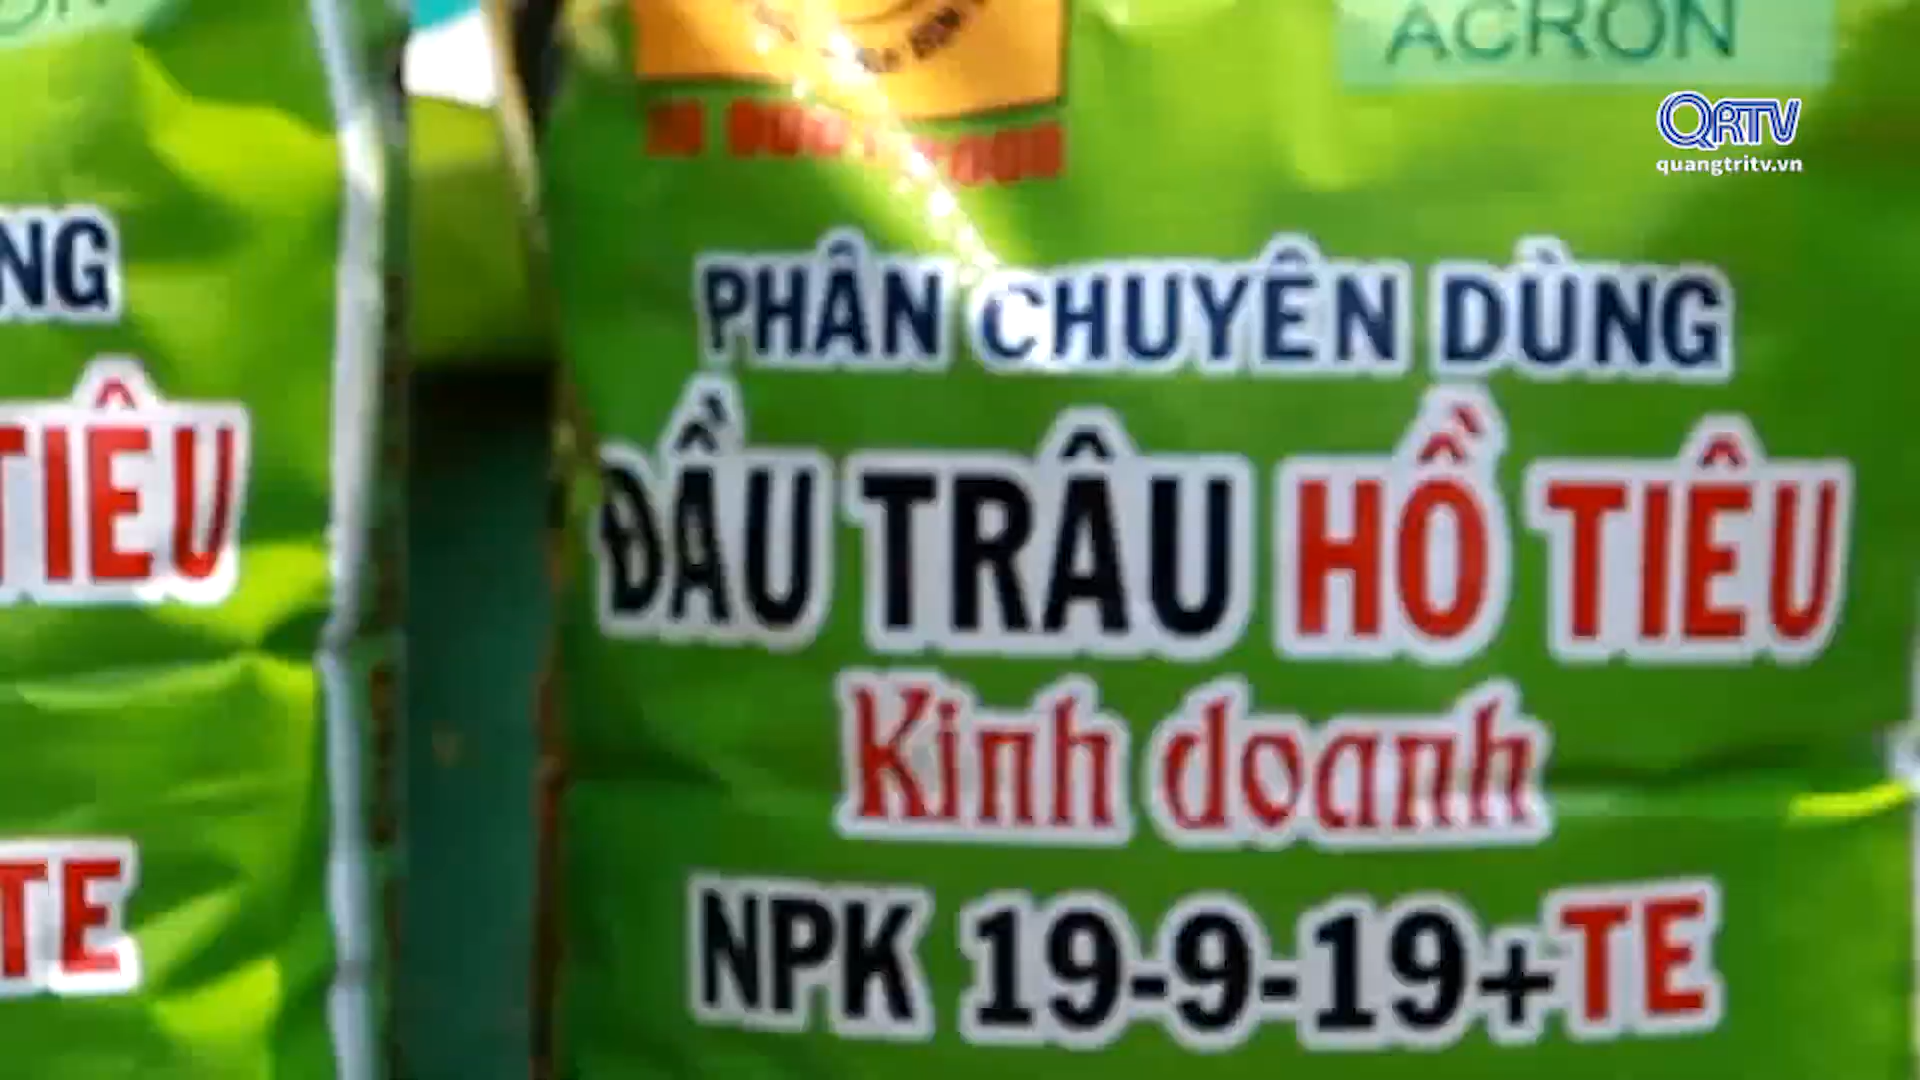 ACRON
QRTV
quangtritv.vn
NG
PHÂN CHUYÊN DÙNG
TIÊU
ĐẦU TRÂU HỒ TIÊU
Kinh doanh
TE
NPK 19-9-19+TE